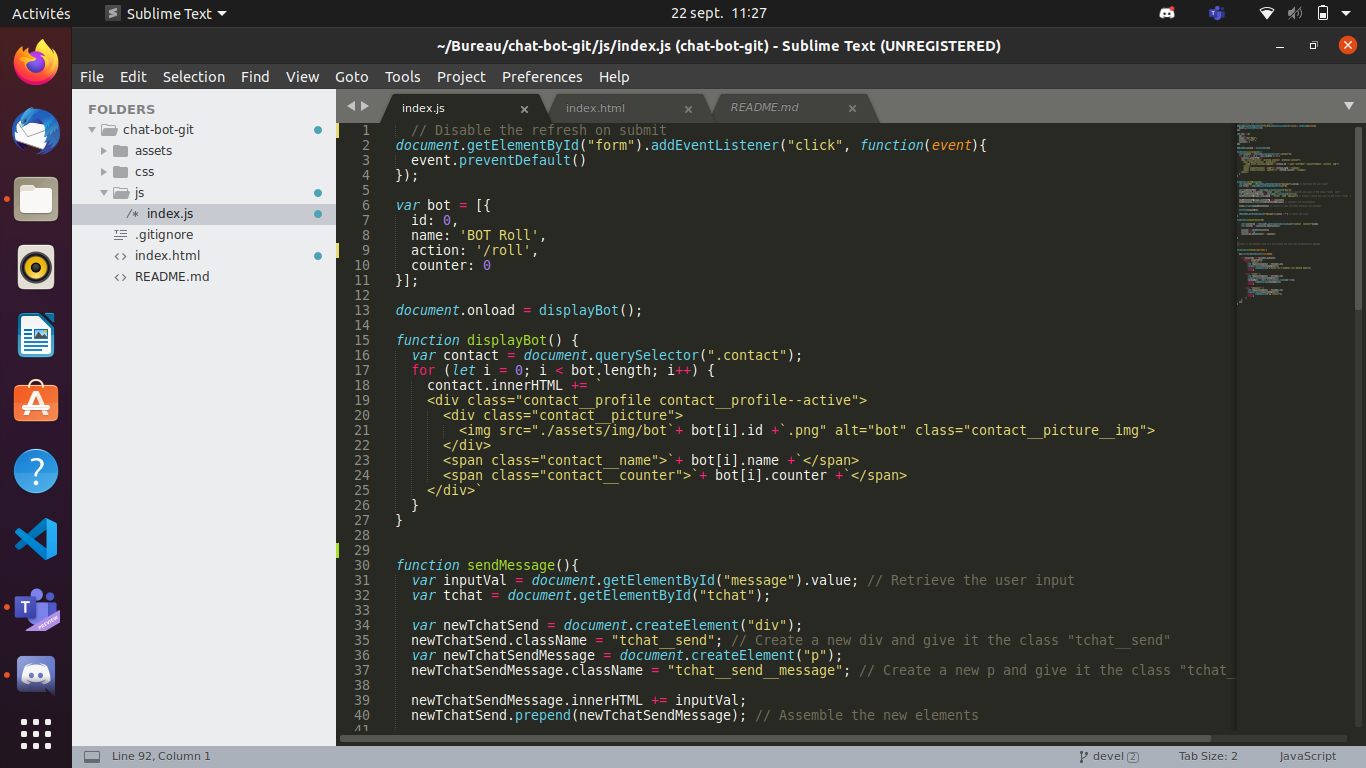 Activités
Sublime Text
22 sept. 11:27
~/Bureau/chat-bot-git/js/index.js (chat-bot-git) - Sublime Text (UNREGISTERED)
File Edit Selection Find View Goto Tools Project Preferences Help
FOLDERS
chat-bot-git
assets
css
js
/* index.js
.gitignore
<> index.html
<> README.md
index.js
index.html
README.md
1 // Disable the refresh on submit
2 document.getElementById("form").addEventListener("click", function(event){
3 event.preventDefault()
4 });
5
6 var bot = [{
7 id: 0,
8 name: 'BOT Roll',
9 action: '/roll',
10 counter: 0
11 }];
12
13 document.onload = displayBot();
14
15 function displayBot() {
16 var contact = document.querySelector(".contact");
17 for (let i = 0; i < bot.length; i++) {
18 contact.innerHTML += `
19 <div class="contact__profile contact__profile--active">
20 <div class="contact__picture">
21 <img src="./assets/img/bot`+ bot[i].id +`.png" alt="bot" class="contact__picture__img">
22 </div>
23 <span class="contact__name">`+ bot[i].name +`</span>
24 <span class="contact__counter">`+ bot[i].counter +`</span>
25 </div>`
26 }
27 }
28
29
30 function sendMessage(){
31 var inputVal = document.getElementById("message").value; // Retrieve the user input
32 var tchat = document.getElementById("tchat");
33
34 var newTchatSend = document.createElement("div");
35 newTchatSend.className = "tchat__send"; // Create a new div and give it the class "tchat__send"
36 var newTchatSendMessage = document.createElement("p");
37 newTchatSendMessage.className = "tchat__send__message"; // Create a new p and give it the class "tchat_
38
39 newTchatSendMessage.innerHTML += inputVal;
40 newTchatSend.prepend(newTchatSendMessage); // Assemble the new elements
41
Line 92, Column 1
devel 2
Tab Size: 2
JavaScript